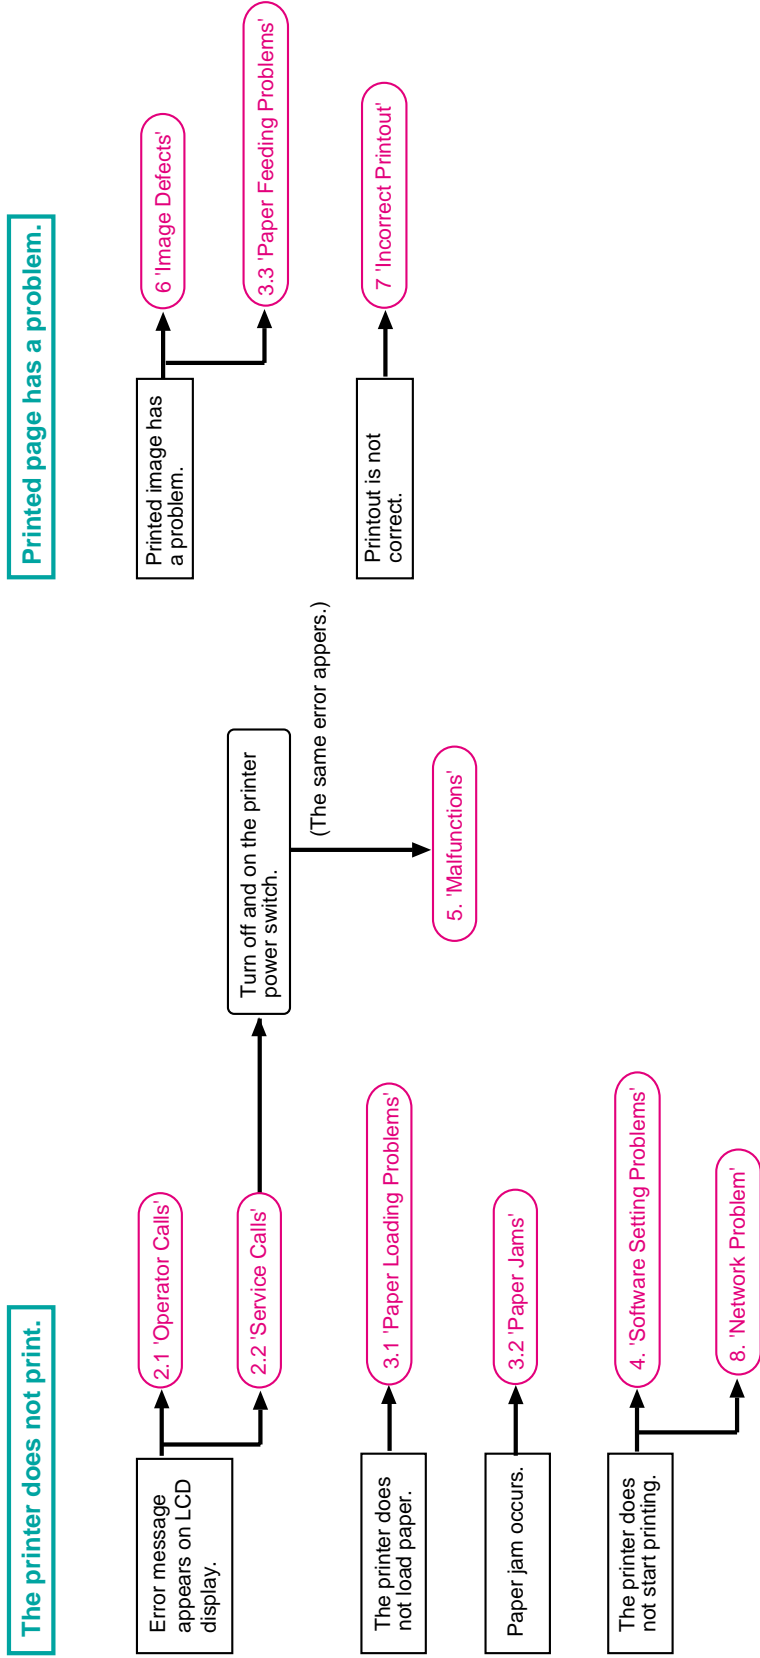 The printer does not print.
Error message
appears on LCD
display.
2.1 'Operator Calls'
2.2 'Service Calls'
Turn off and on the printer
power switch.
(The same error appers.)
5. 'Malfunctions'
The printer does
not load paper.
3.1 'Paper Loading Problems'
Paper jam occurs.
3.2 'Paper Jams'
The printer does
not start printing.
4. 'Software Setting Problems'
8. 'Network Problem'
Printed page has a problem.
Printed image has
a problem.
6 'Image Defects'
3.3 'Paper Feeding Problems'
Printout is not
correct.
7 'Incorrect Printout'